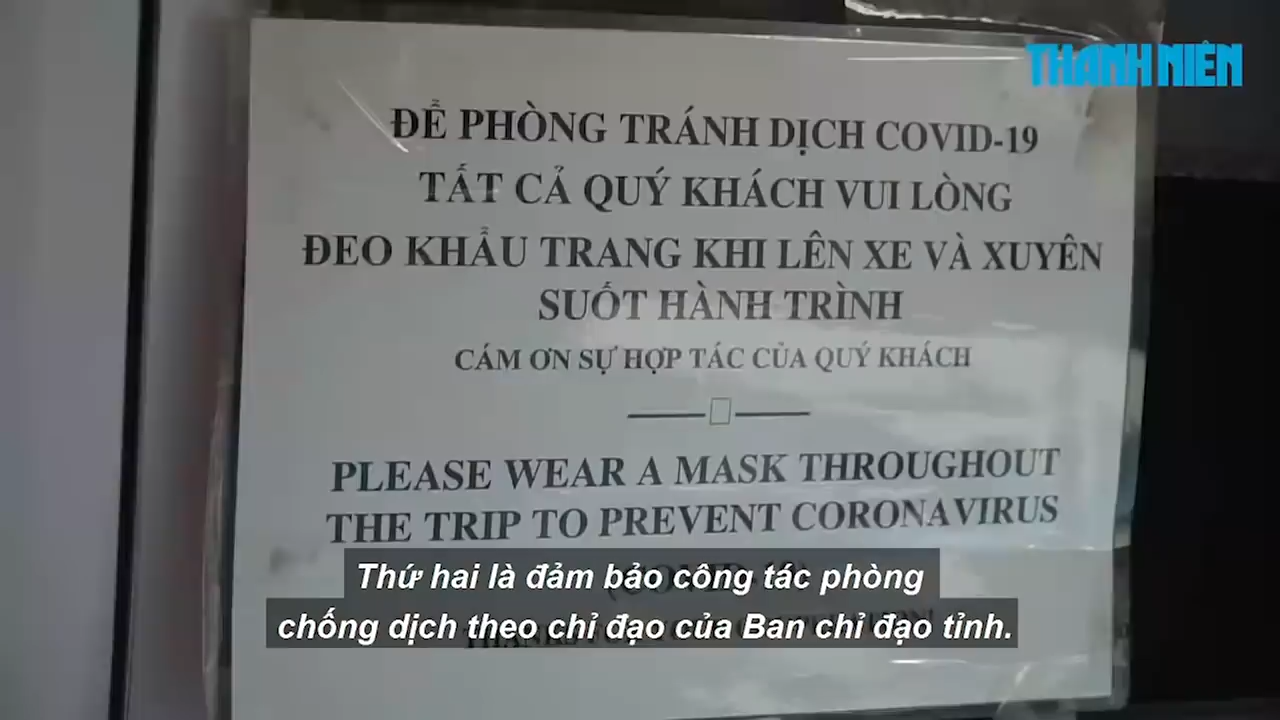 THANH NIÊN
ĐỂ PHÒNG TRÁNH DỊCH COVID-19
TẤT CẢ QUÝ KHÁCH VUI LÒNG
ĐEO KHẨU TRANG KHI LÊN XE VÀ XUYÊN
SUỐT HÀNH TRÌNH
CÁM ƠN SỰ HỢP TÁC CỦA QUÝ KHÁCH
PLEASE WEAR A MASK THROUGHOUT
THE TRIP TO PREVENT CORONAVIRUS
Thứ hai là đảm bảo công tác phòng
chống dịch theo chỉ đạo của Ban chỉ đạo tỉnh.